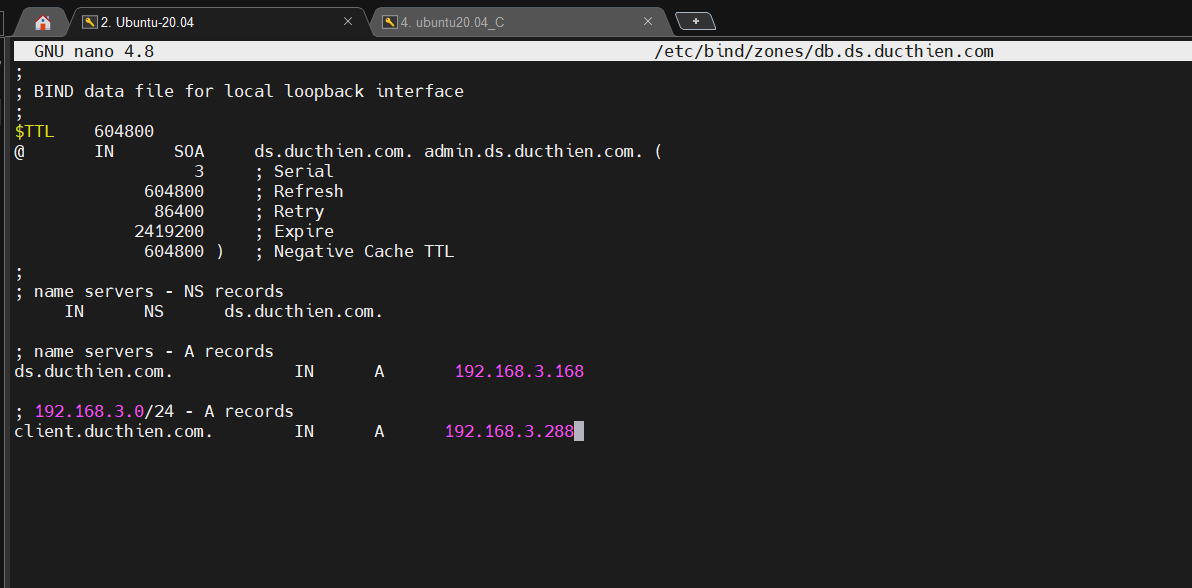 2. Ubuntu-20.04
4. ubuntu20.04_C
GNU nano 4.8 /etc/bind/zones/db.ds.ducthien.com
;
; BIND data file for local loopback interface
;
$TTL 604800
@ IN SOA ds.ducthien.com. admin.ds.ducthien.com. (
3 ; Serial
604800 ; Refresh
86400 ; Retry
2419200 ; Expire
604800 ) ; Negative Cache TTL
;
; name servers - NS records
IN NS ds.ducthien.com.
; name servers - A records
ds.ducthien.com. IN A 192.168.3.168
; 192.168.3.0/24 - A records
client.ducthien.com. IN A 192.168.3.288